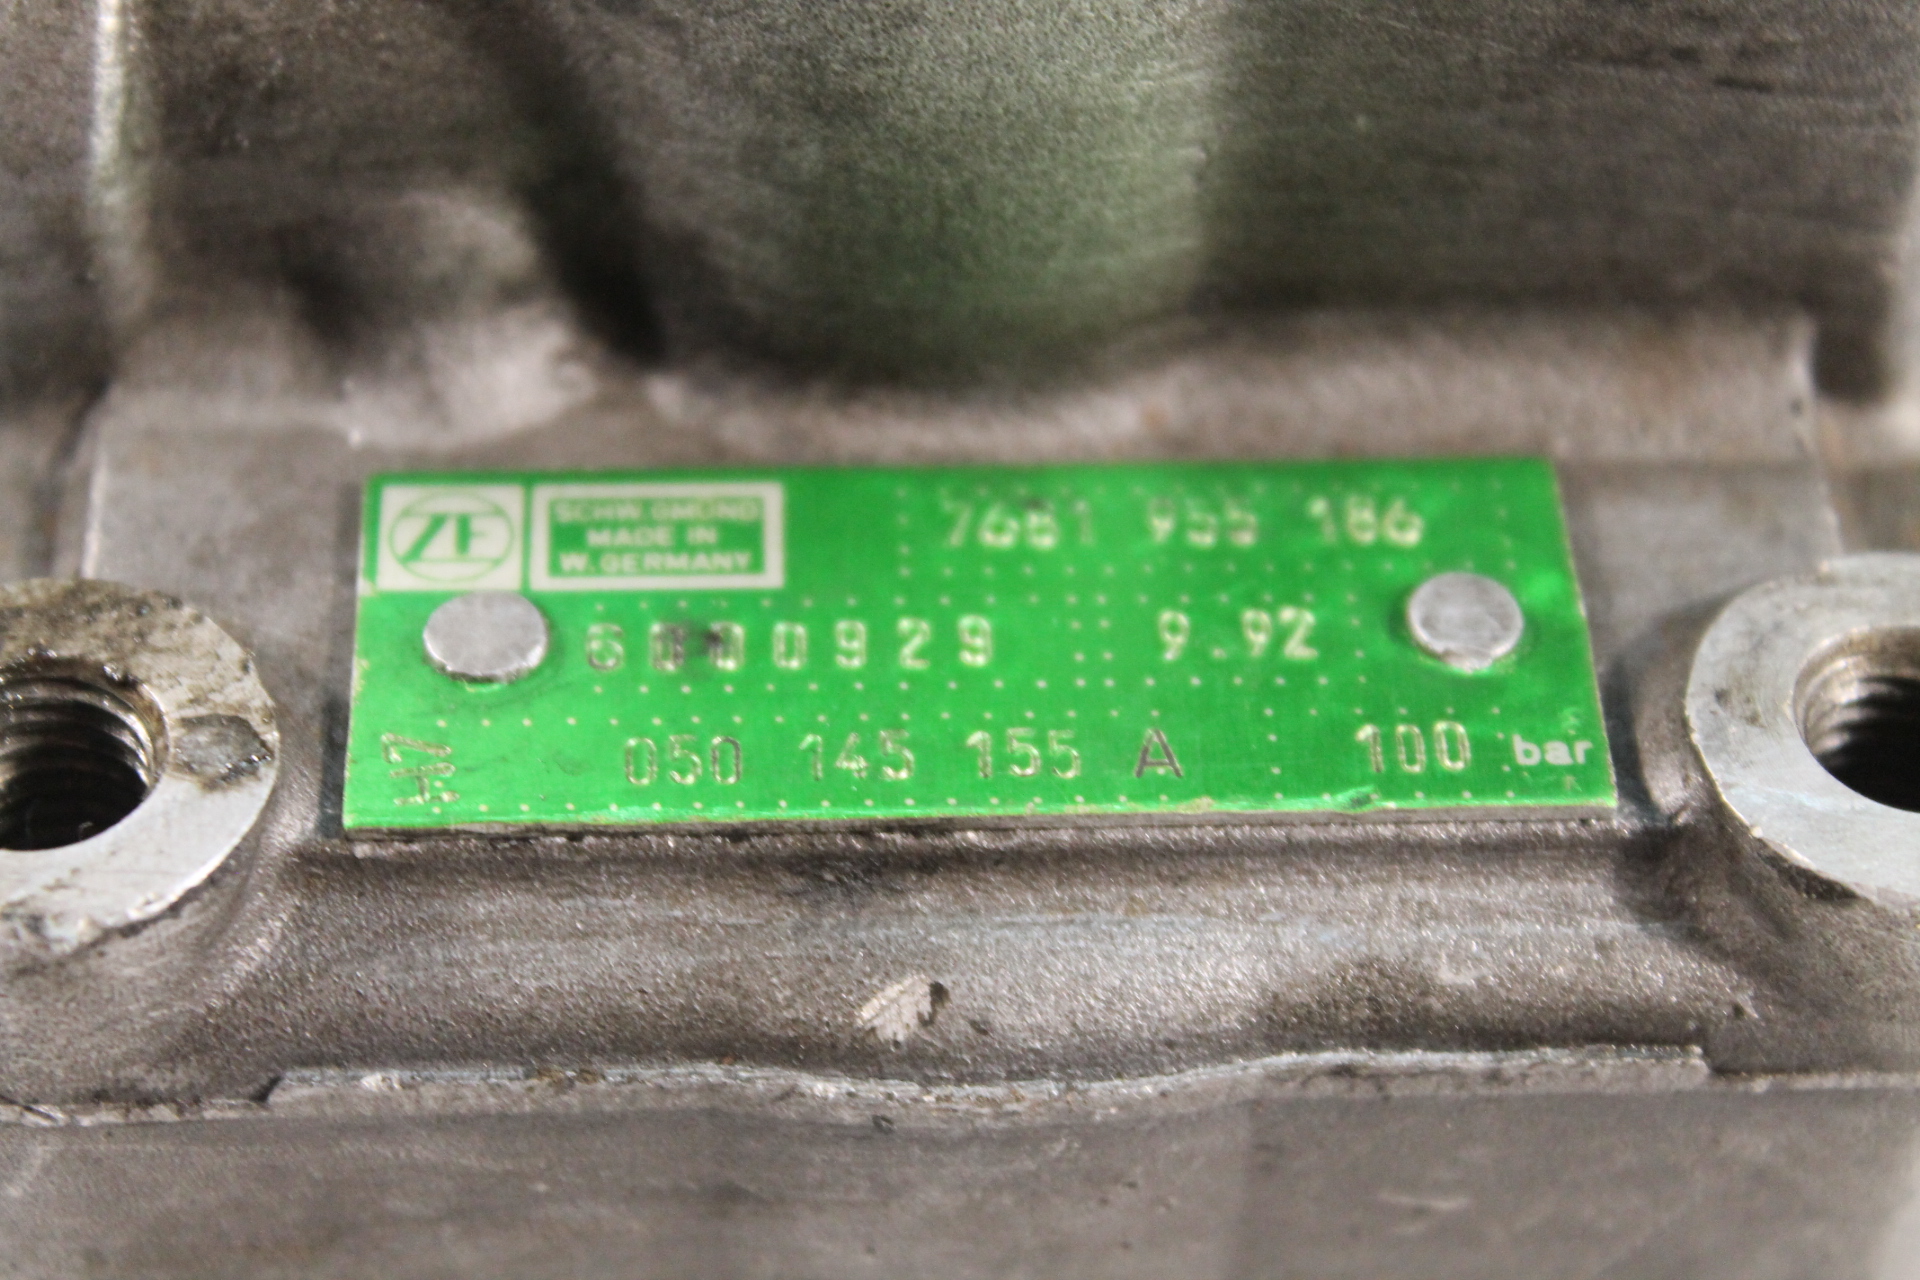 ZF
SCHW.GMÜND
MADE IN
W. GERMANY
7681 955 186
6000929 9.92
H7
050 145 155 A 100 bar